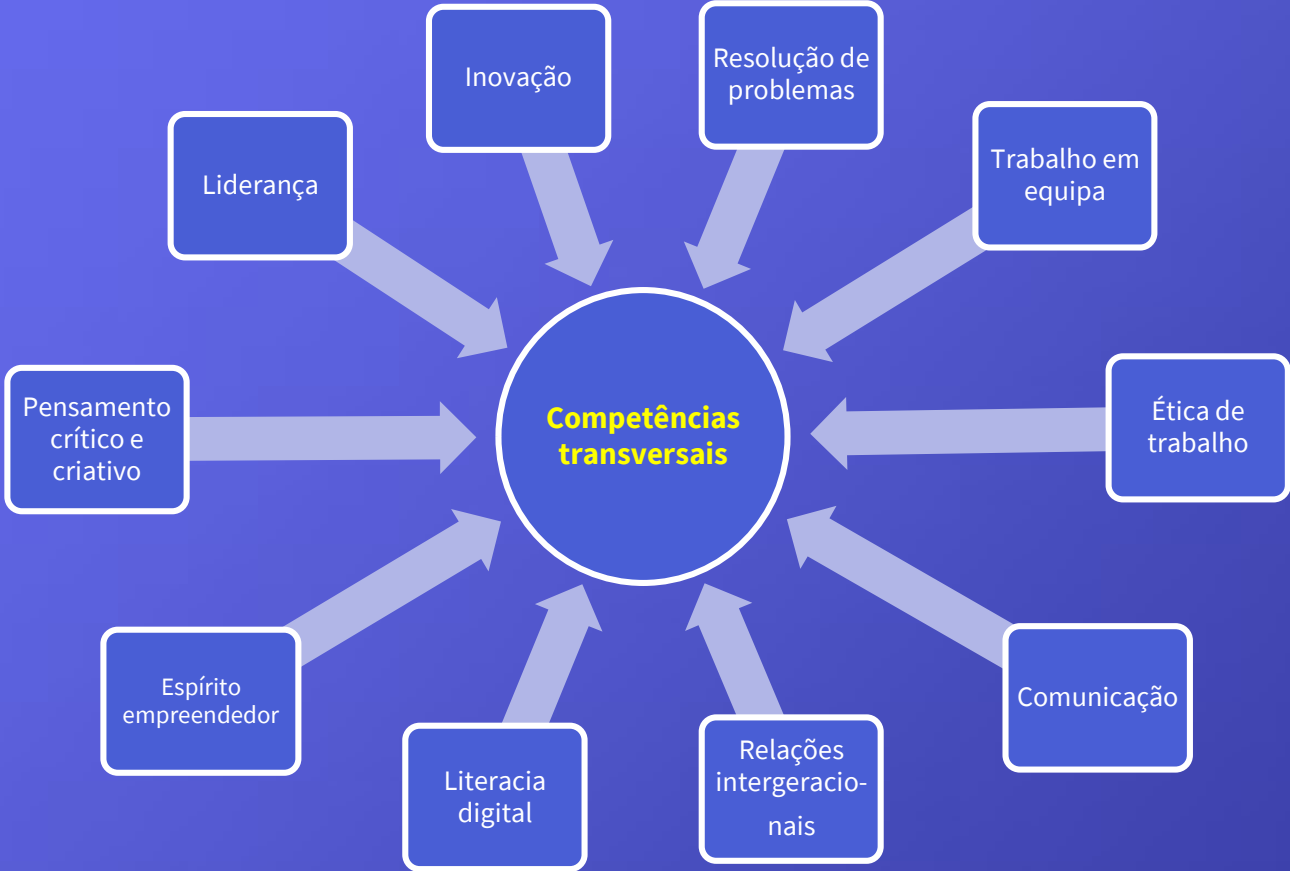 Inovação
Resolução de
problemas
Trabalho em
equipa
Liderança
Pensamento
crítico e
criativo
Competências
transversais
Ética de
trabalho
Espírito
empreendedor
Comunicação
Literacia
digital
Relações
intergeracio-
nais